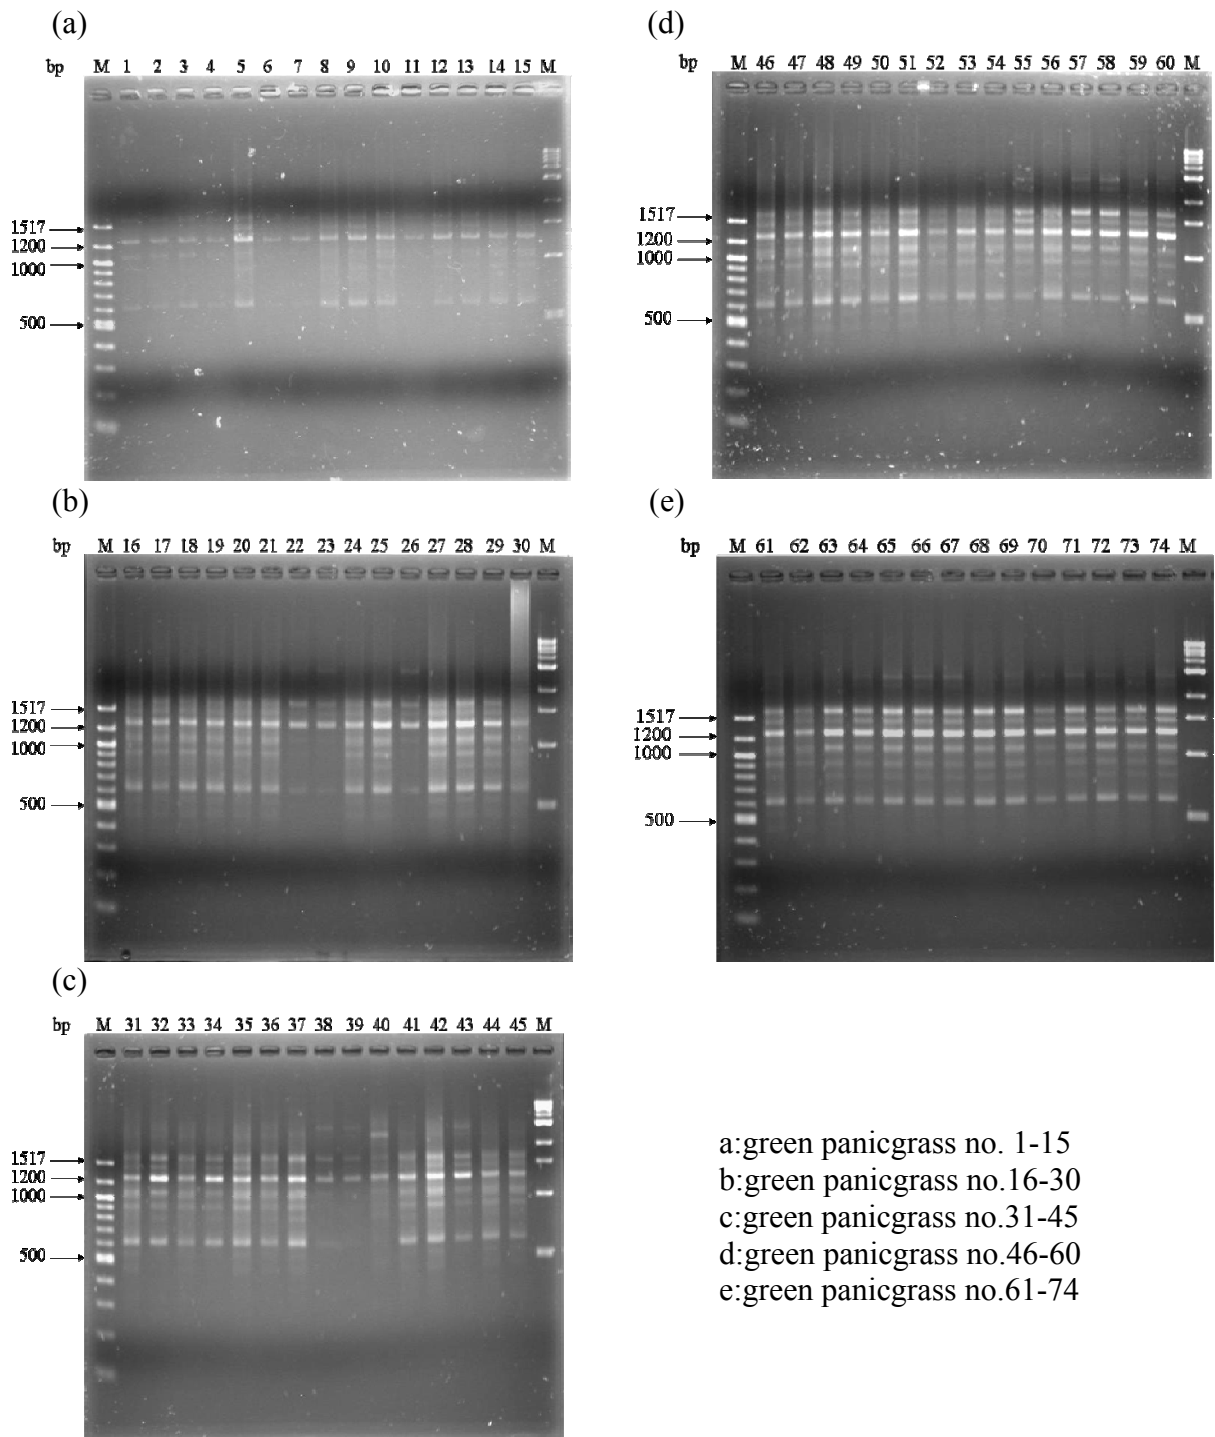 (a)
bp M 1 2 3 4 5 6 7 8 9 10 11 12 13 14 15 M
1517
1200
1000
500
(b)
bp M 16 17 18 19 20 21 22 23 24 25 26 27 28 29 30 M
1517
1200
1000
500
(c)
bp M 31 32 33 34 35 36 37 38 39 40 41 42 43 44 45 M
1517
1200
1000
500
(d)
bp M 46 47 48 49 50 51 52 53 54 55 56 57 58 59 60 M
1517
1200
1000
500
(e)
bp M 61 62 63 64 65 66 67 68 69 70 71 72 73 74 M
1517
1200
1000
500
a:green panicgrass no. 1-15
b:green panicgrass no.16-30
c:green panicgrass no.31-45
d:green panicgrass no.46-60
e:green panicgrass no.61-74